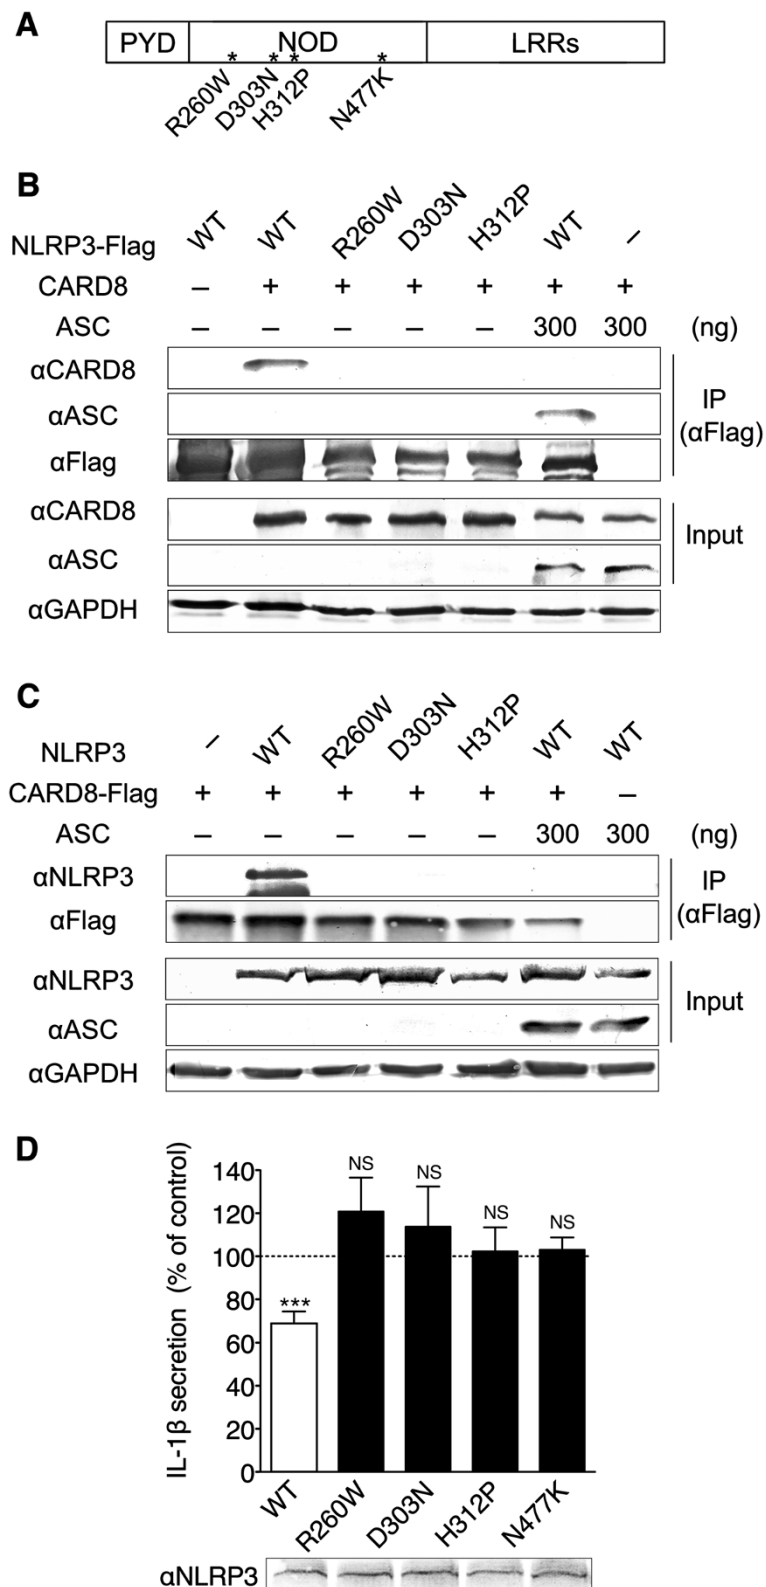 A
PYD NOD LRRs
* * * *
R260W D303N H312P N477K
B
NLRP3-Flag WT WT R260W D303N H312P WT –
CARD8 – + + + + + +
ASC – – – – – 300 300 (ng)
αCARD8
αASC
αFlag
IP
(αFlag)
αCARD8
αASC
Input
αGAPDH
C
NLRP3 – WT R260W D303N H312P WT WT
CARD8-Flag + + + + + + –
ASC – – – – – 300 300 (ng)
αNLRP3
αFlag
IP
(αFlag)
αNLRP3
αASC
Input
αGAPDH
D
IL-1β secretion (% of control)
140
120
100
80
60
40
20
0
*** NS NS NS NS
WT R260W D303N H312P N477K
αNLRP3